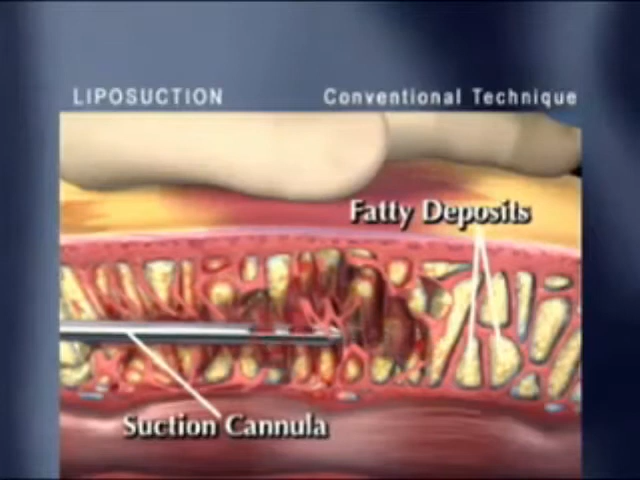 LIPOSUCTION
Conventional Technique
Fatty Deposits
Suction Cannula